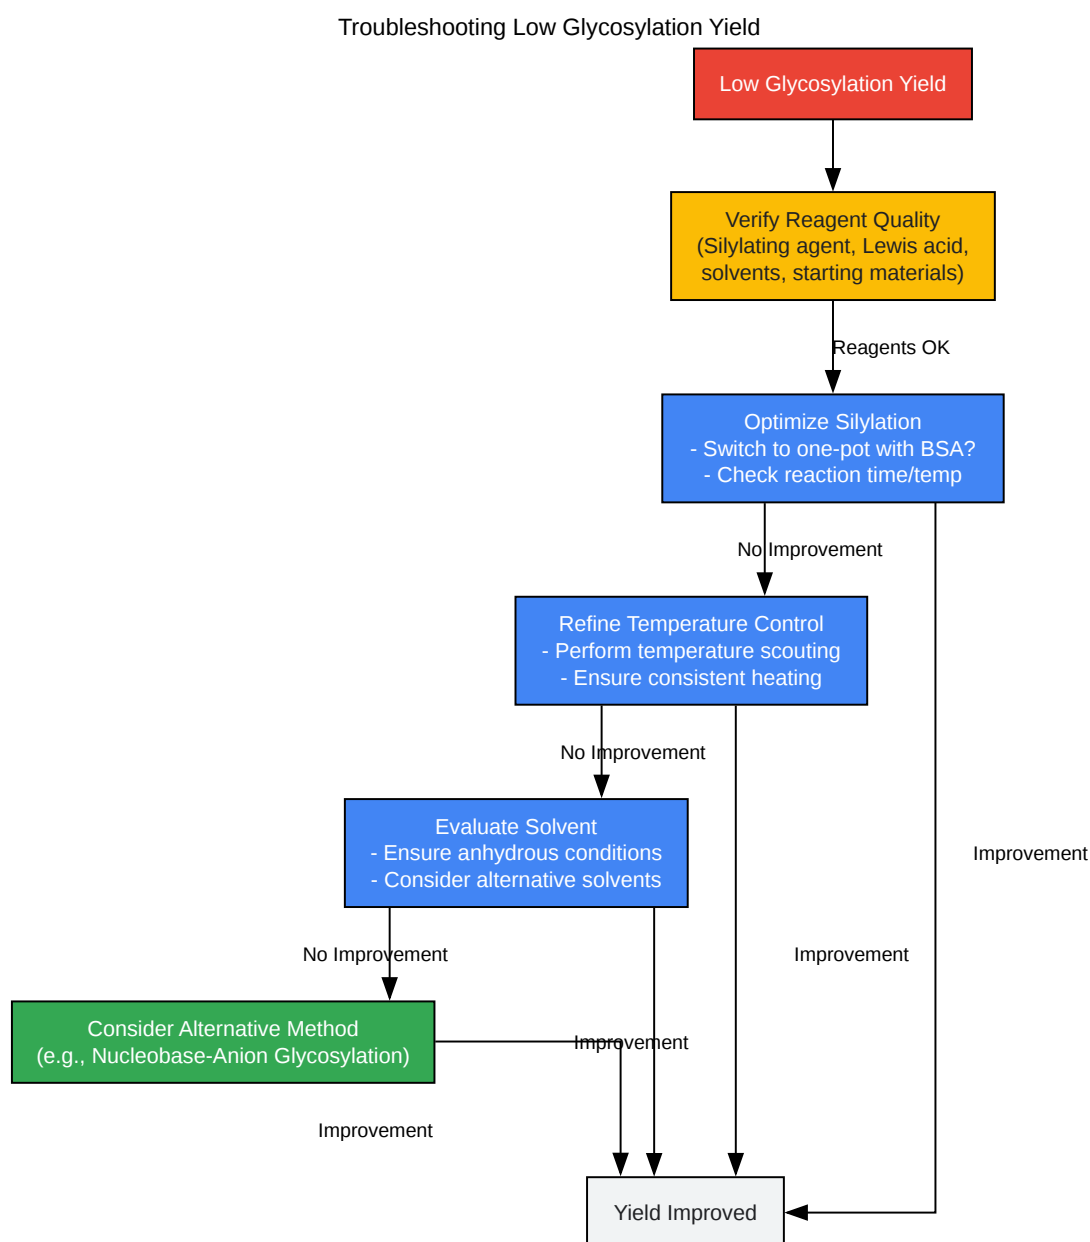 Troubleshooting Low Glycosylation Yield
Low Glycosylation Yield
Verify Reagent Quality
(Silylating agent, Lewis acid,
solvents, starting materials)
Reagents OK
Optimize Silylation
- Switch to one-pot with BSA?
- Check reaction time/temp
No Improvement
Refine Temperature Control
- Perform temperature scouting
- Ensure consistent heating
No Improvement
Evaluate Solvent
- Ensure anhydrous conditions
- Consider alternative solvents
Improvement
No Improvement
Improvement
Consider Alternative Method
(e.g., Nucleobase-Anion Glycosylation)
Improvement
Improvement
Yield Improved